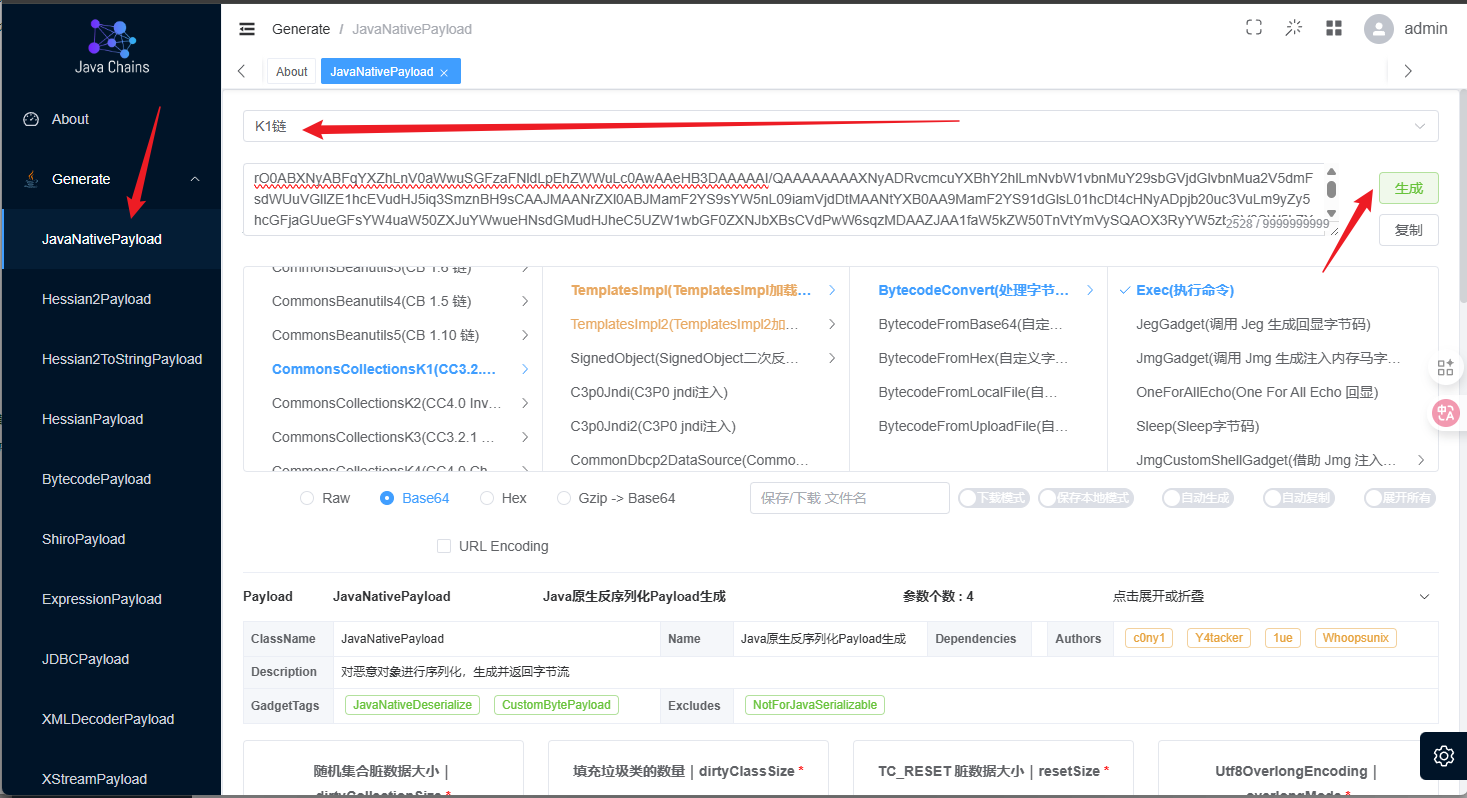 Java Chains
About
Generate
JavaNativePayload
Hessian2Payload
Hessian2ToStringPayload
HessianPayload
BytecodePayload
ShiroPayload
ExpressionPayload
JDBCPayload
XMLDecoderPayload
XStreamPayload
Generate / JavaNativePayload
admin
About JavaNativePayload ×
K1链
生成
复制
2528 / 9999999999
CommonsBeanutils3(CB 1.6 链)
CommonsBeanutils4(CB 1.5 链)
CommonsBeanutils5(CB 1.10 链)
CommonsCollectionsK1(CC3.2....
CommonsCollectionsK2(CC4.0 Inv...
CommonsCollectionsK3(CC3.2.1 ...
CommonsCollectionsK4(CC4.0 Ch...
TemplatesImpl(TemplatesImpl加载...
TemplatesImpl2(TemplatesImpl2加...
SignedObject(SignedObject二次反...
C3p0Jndi(C3P0 jndi注入)
C3p0Jndi2(C3P0 jndi注入)
CommonDbcp2DataSource(Commo...
BytecodeConvert(处理字节...
BytecodeFromBase64(自定...
BytecodeFromHex(自定义字...
BytecodeFromLocalFile(自...
BytecodeFromUploadFile(自...
Exec(执行命令)
JegGadget(调用 Jeg 生成回显字节码)
JmgGadget(调用 Jmg 生成注入内存马字...
OneForAllEcho(One For All Echo 回显)
Sleep(Sleep字节码)
JmgCustomShellGadget(借助 Jmg 注入...
Raw Base64 Hex Gzip -> Base64 保存/下载 文件名 下载模式 保存本地模式 自动生成 自动复制 展开所有
URL Encoding
Payload JavaNativePayload Java原生反序列化Payload生成 参数个数 : 4 点击展开或折叠
ClassName JavaNativePayload Name Java原生反序列化Payload生成 Dependencies Authors c0ny1 Y4tacker 1ue Whoopsunix
Description 对恶意对象进行序列化，生成并返回字节流
GadgetTags JavaNativeDeserialize CustomBytePayload Excludes NotForJavaSerializable
随机集合脏数据大小 |
dirtyCollectionSize *
填充垃圾类的数量 | dirtyClassSize *
TC_RESET 脏数据大小 | resetSize *
Utf8OverlongEncoding |
overlongMode *